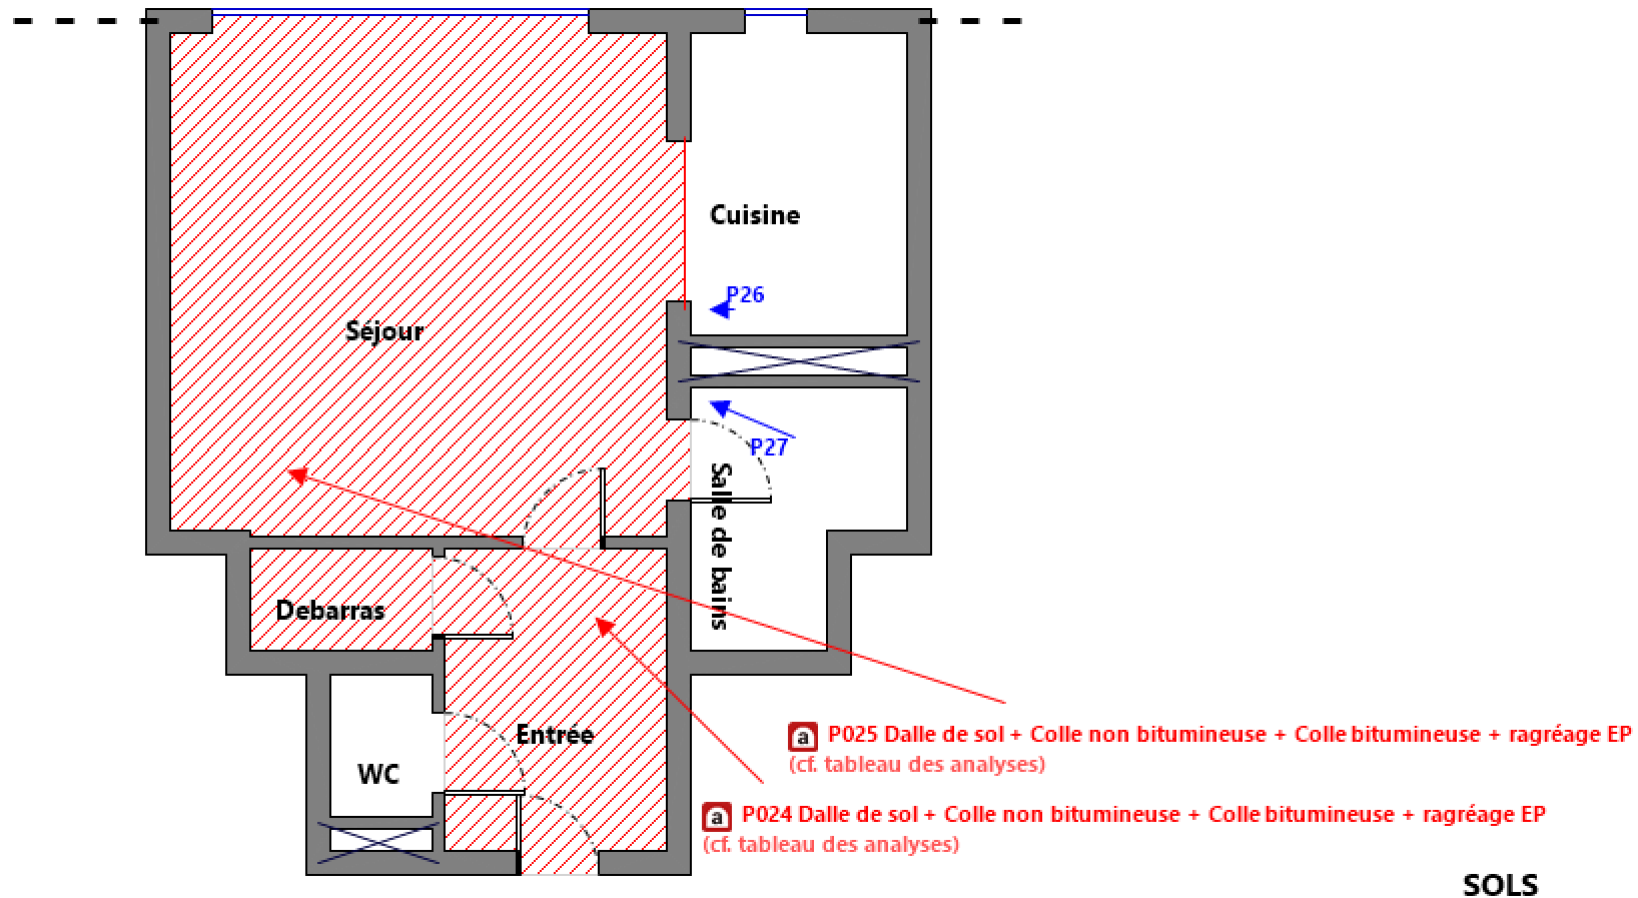 Cuisine
P26
Séjour
P27
Salle de bains
Debarras
Entrée
a P025 Dalle de sol + Colle non bitumineuse + Colle bitumineuse + ragréage EP
(cf. tableau des analyses)
WC
a P024 Dalle de sol + Colle non bitumineuse + Colle bitumineuse + ragréage EP
(cf. tableau des analyses)
SOLS